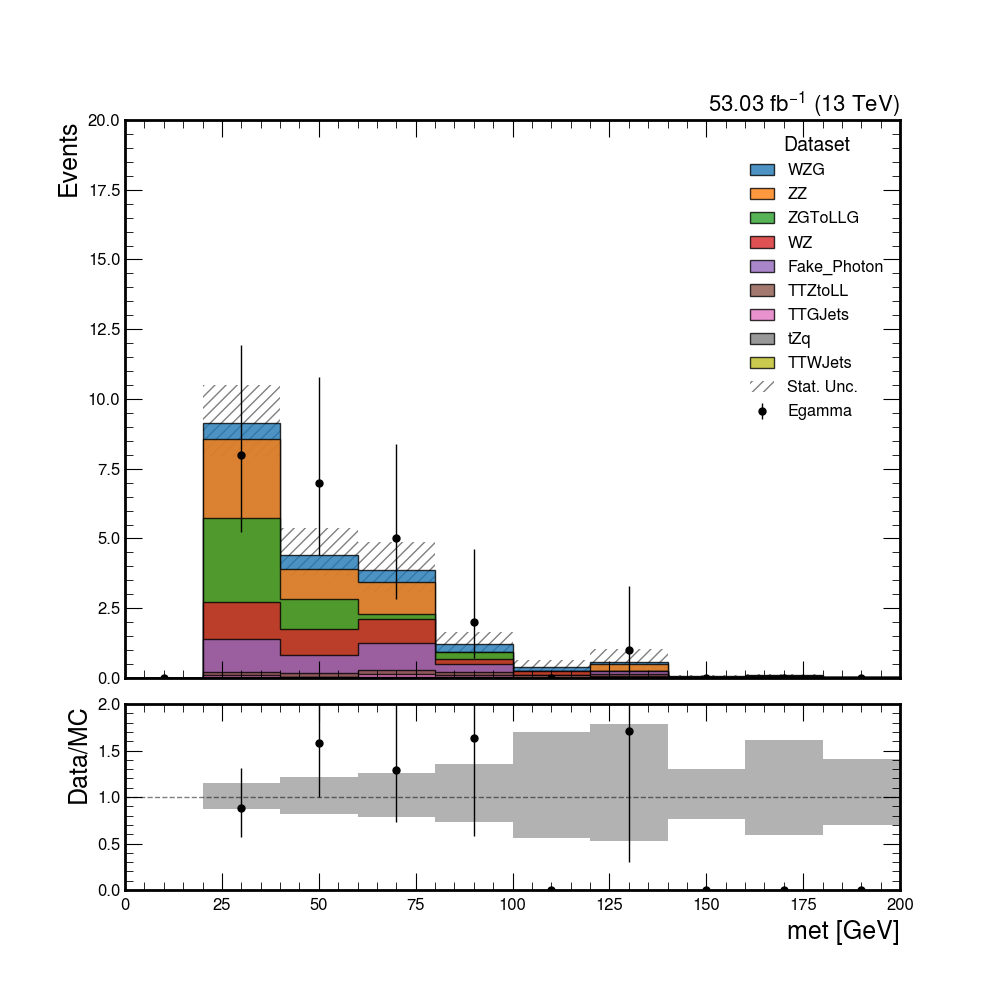 53.03 fb⁻¹ (13 TeV)
Events
20.0
17.5
15.0
12.5
10.0
7.5
5.0
2.5
0.0
Dataset
WZG
ZZ
ZGToLLG
WZ
Fake_Photon
TTZtoLL
TTGJets
tZq
TTWJets
Stat. Unc.
Egamma
Data/MC
2.0
1.5
1.0
0.5
0.0
0 25 50 75 100 125 150 175 200
met [GeV]